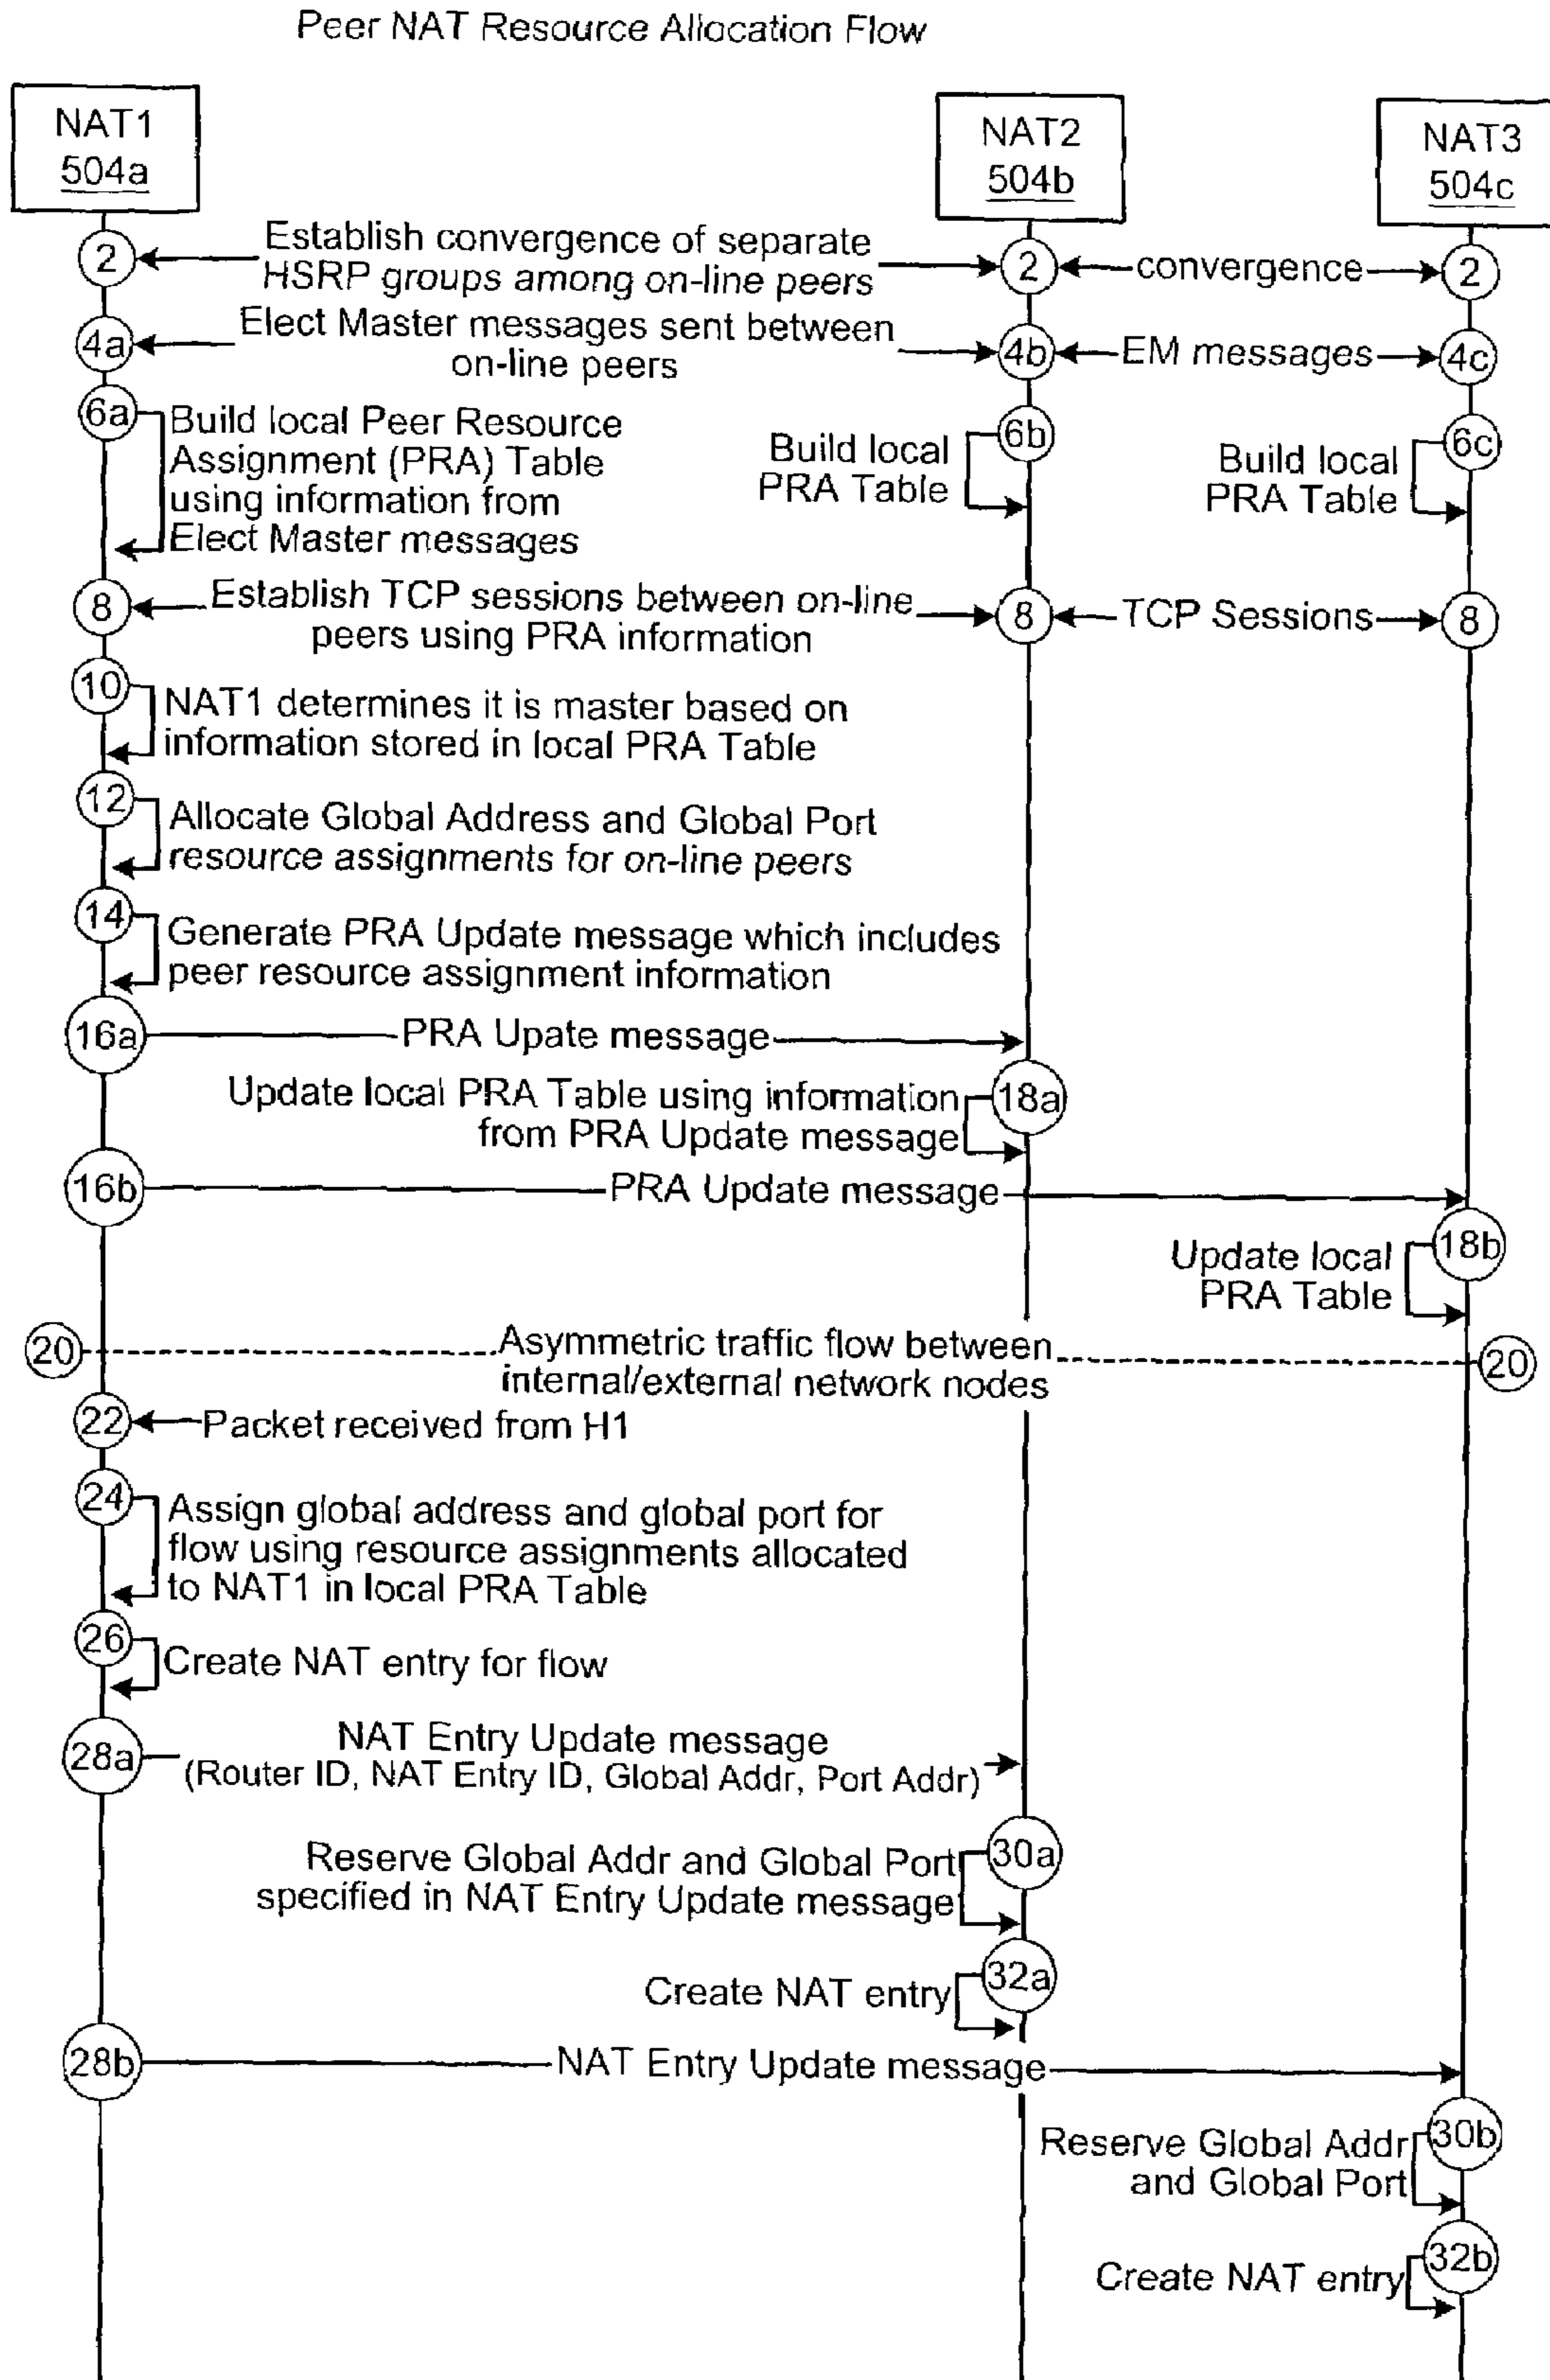 Peer NAT Resource Allocation Flow
NAT1
504a
NAT2
504b
NAT3
504c
2
Establish convergence of separate
HSRP groups among on-line peers
2
convergence
2
4a
Elect Master messages sent between
on-line peers
4b
EM messages
4c
6a
Build local Peer Resource
Assignment (PRA) Table
using information from
Elect Master messages
6b
Build local
PRA Table
6c
Build local
PRA Table
8
Establish TCP sessions between on-line
peers using PRA information
8
TCP Sessions
8
10
NAT1 determines it is master based on
information stored in local PRA Table
12
Allocate Global Address and Global Port
resource assignments for on-line peers
14
Generate PRA Update message which includes
peer resource assignment information
16a
PRA Upate message
18a
Update local PRA Table using information
from PRA Update message
16b
PRA Update message
18b
Update local
PRA Table
20
Asymmetric traffic flow between
internal/external network nodes
20
22
Packet received from H1
24
Assign global address and global port for
flow using resource assignments allocated
to NAT1 in local PRA Table
26
Create NAT entry for flow
28a
NAT Entry Update message
(Router ID, NAT Entry ID, Global Addr, Port Addr)
30a
Reserve Global Addr and Global Port
specified in NAT Entry Update message
32a
Create NAT entry
28b
NAT Entry Update message
30b
Reserve Global Addr
and Global Port
32b
Create NAT entry